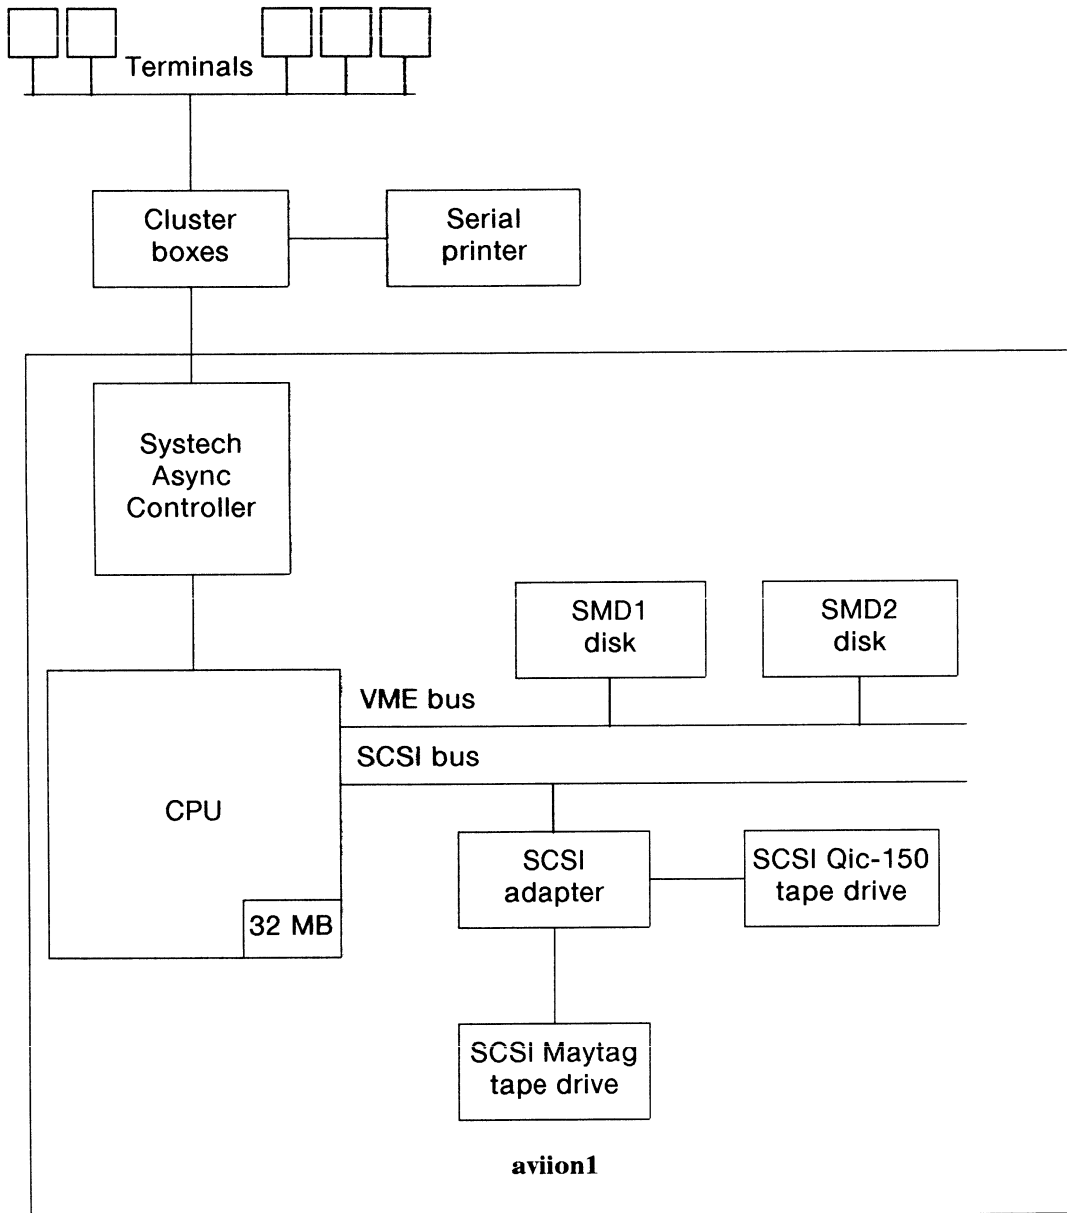 Terminals
Cluster
boxes
Serial
printer
Systech
Async
Controller
SMD1
disk
SMD2
disk
VME bus
SCSI bus
CPU
32 MB
SCSI
adapter
SCSI Qic-150
tape drive
SCSI Maytag
tape drive
aviion1